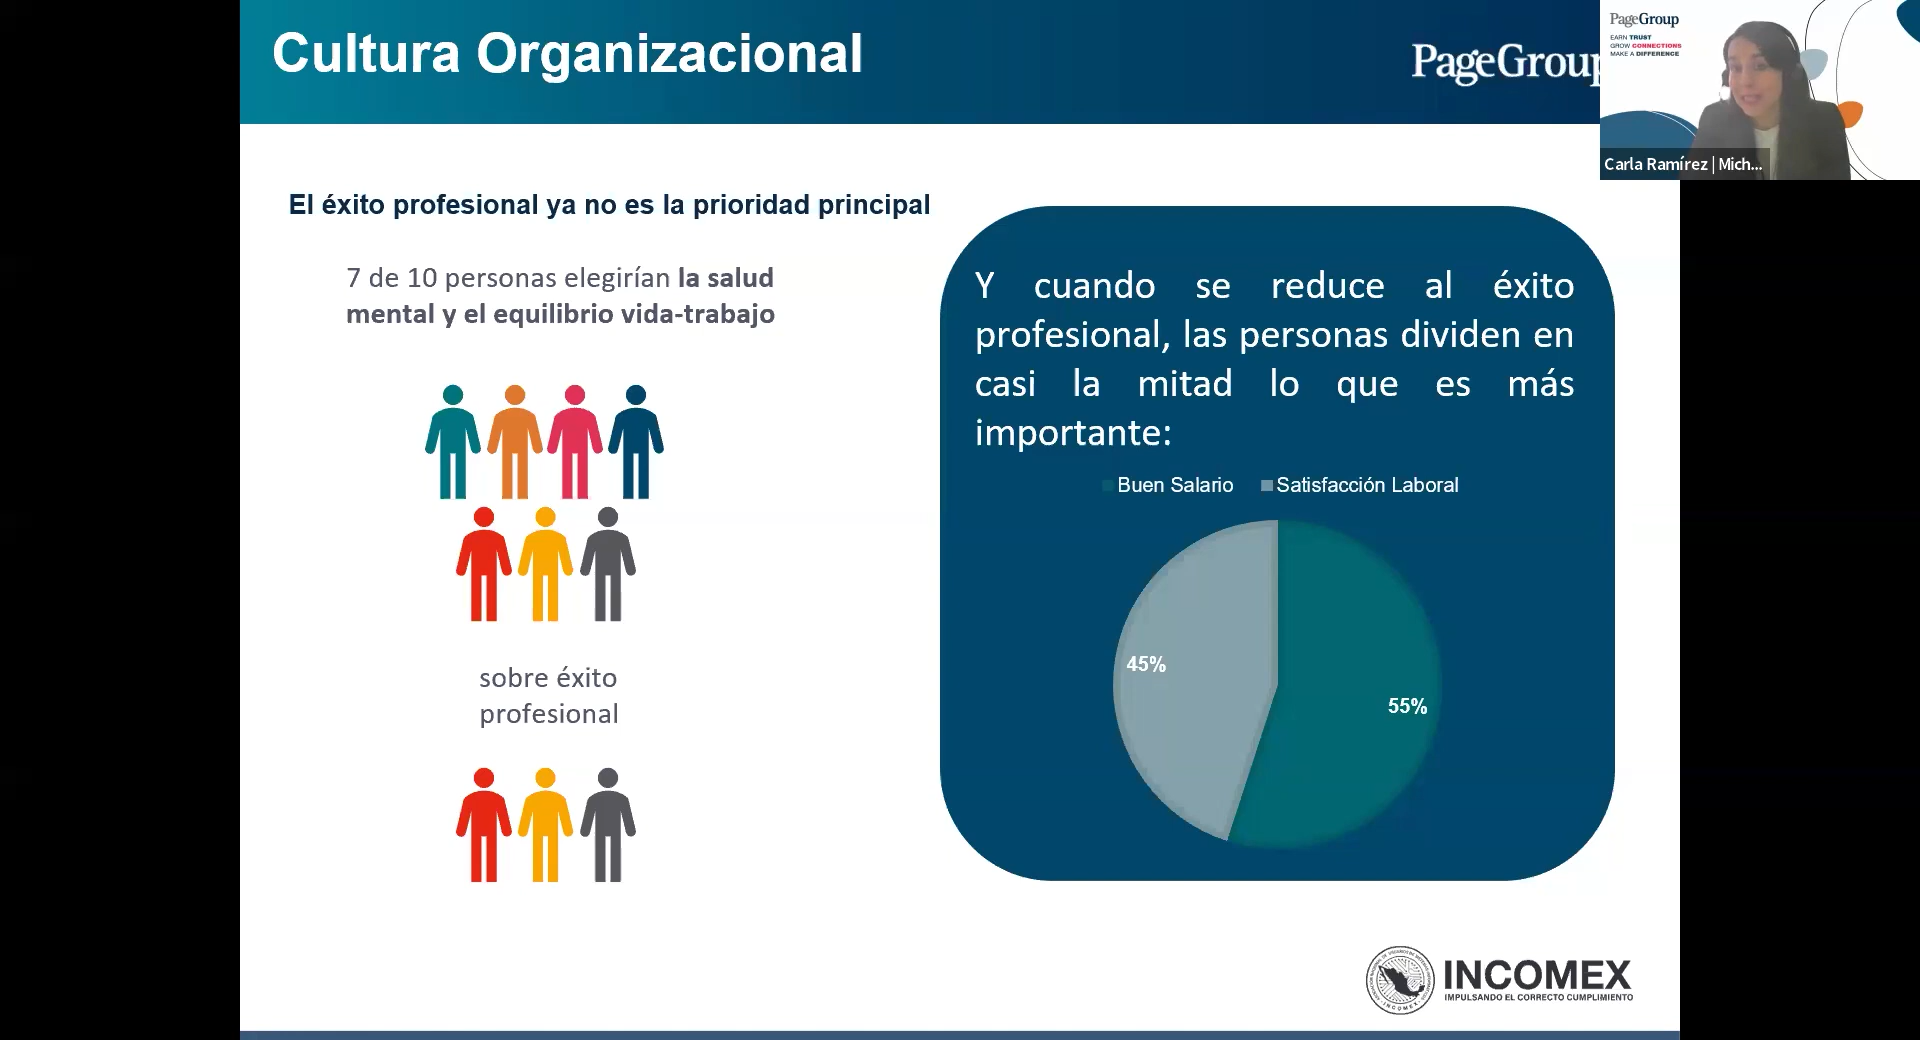 Cultura Organizacional
PageGroup
PageGroup
EARN TRUST
GROW CONNECTIONS
MAKE A DIFFERENCE
Carla Ramírez | Mich...
El éxito profesional ya no es la prioridad principal
7 de 10 personas elegirían la salud
mental y el equilibrio vida-trabajo
sobre éxito
profesional
Y cuando se reduce al éxito
profesional, las personas dividen en
casi la mitad lo que es más
importante:
Buen Salario
Satisfacción Laboral
45%
55%
INCOMEX
IMPULSANDO EL CORRECTO CUMPLIMIENTO